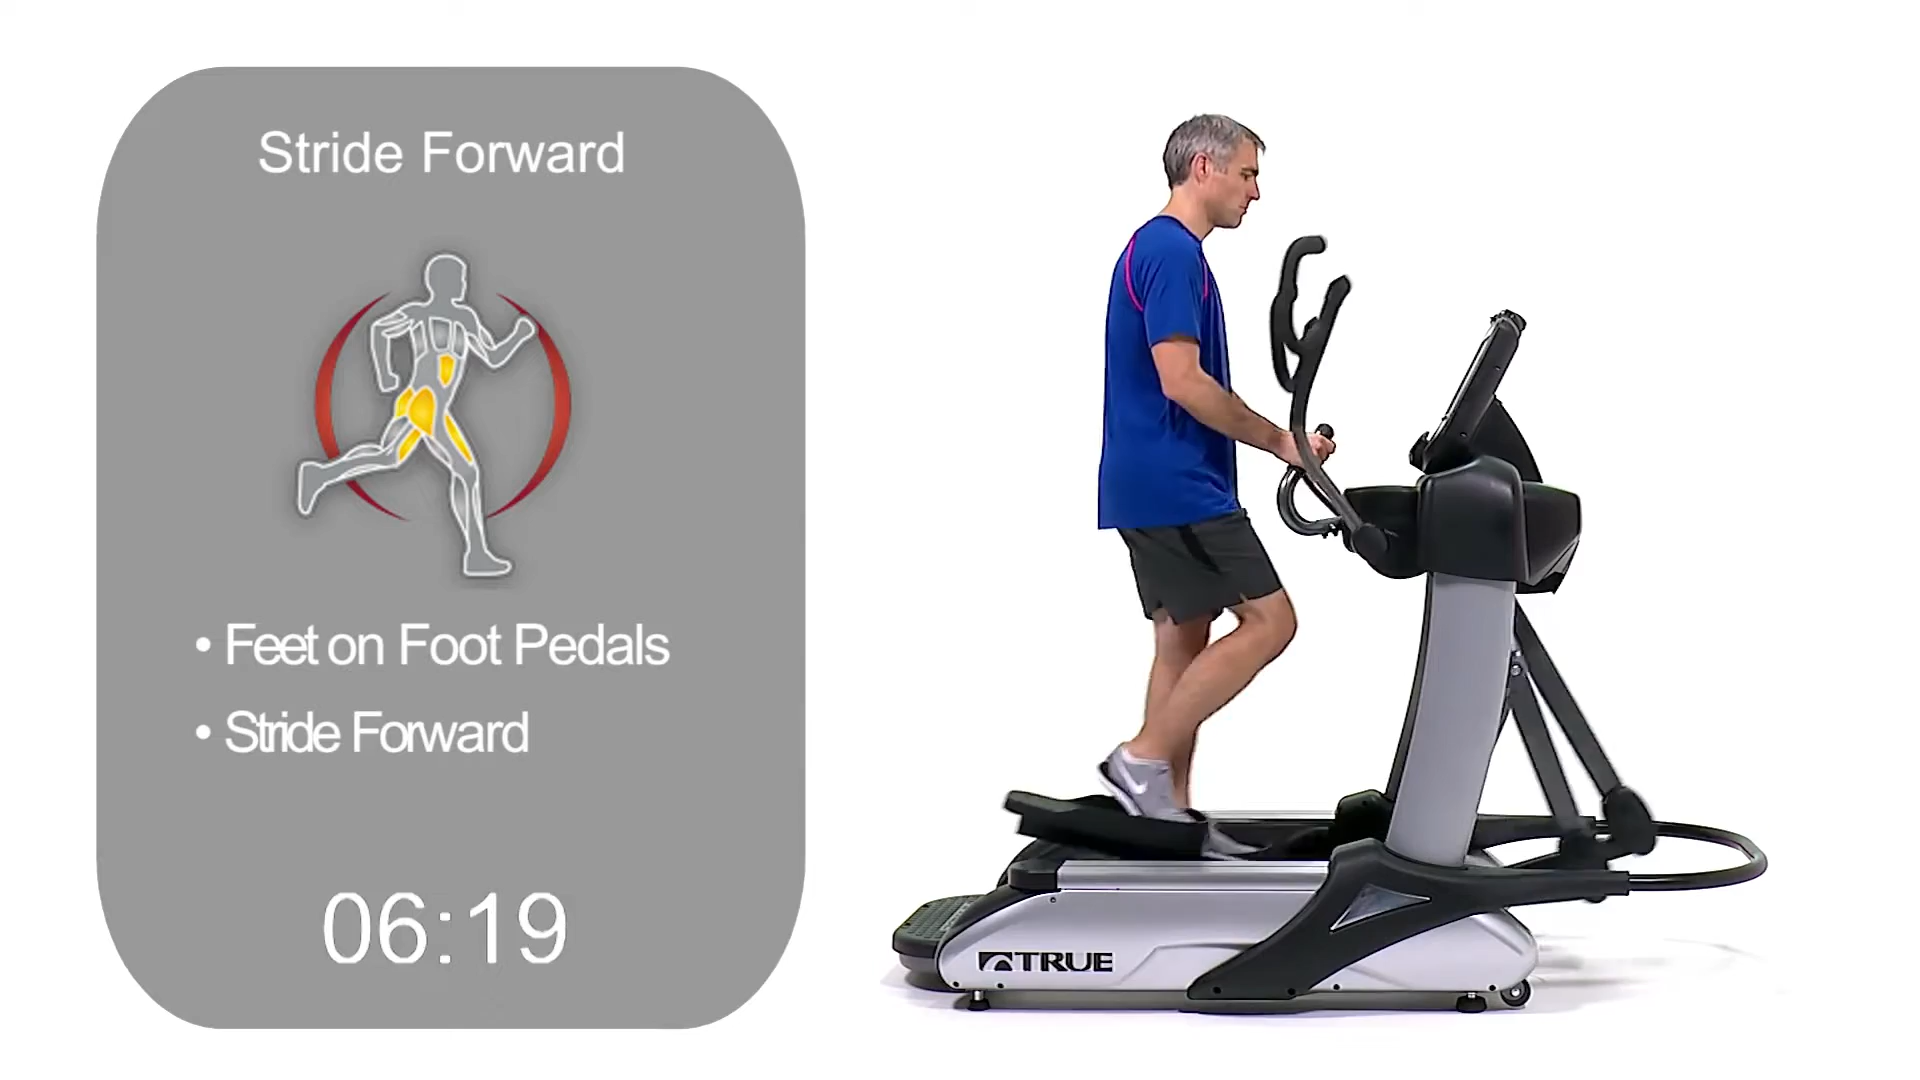 Stride Forward
• Feet on Foot Pedals
• Stride Forward
06:19
TRUE